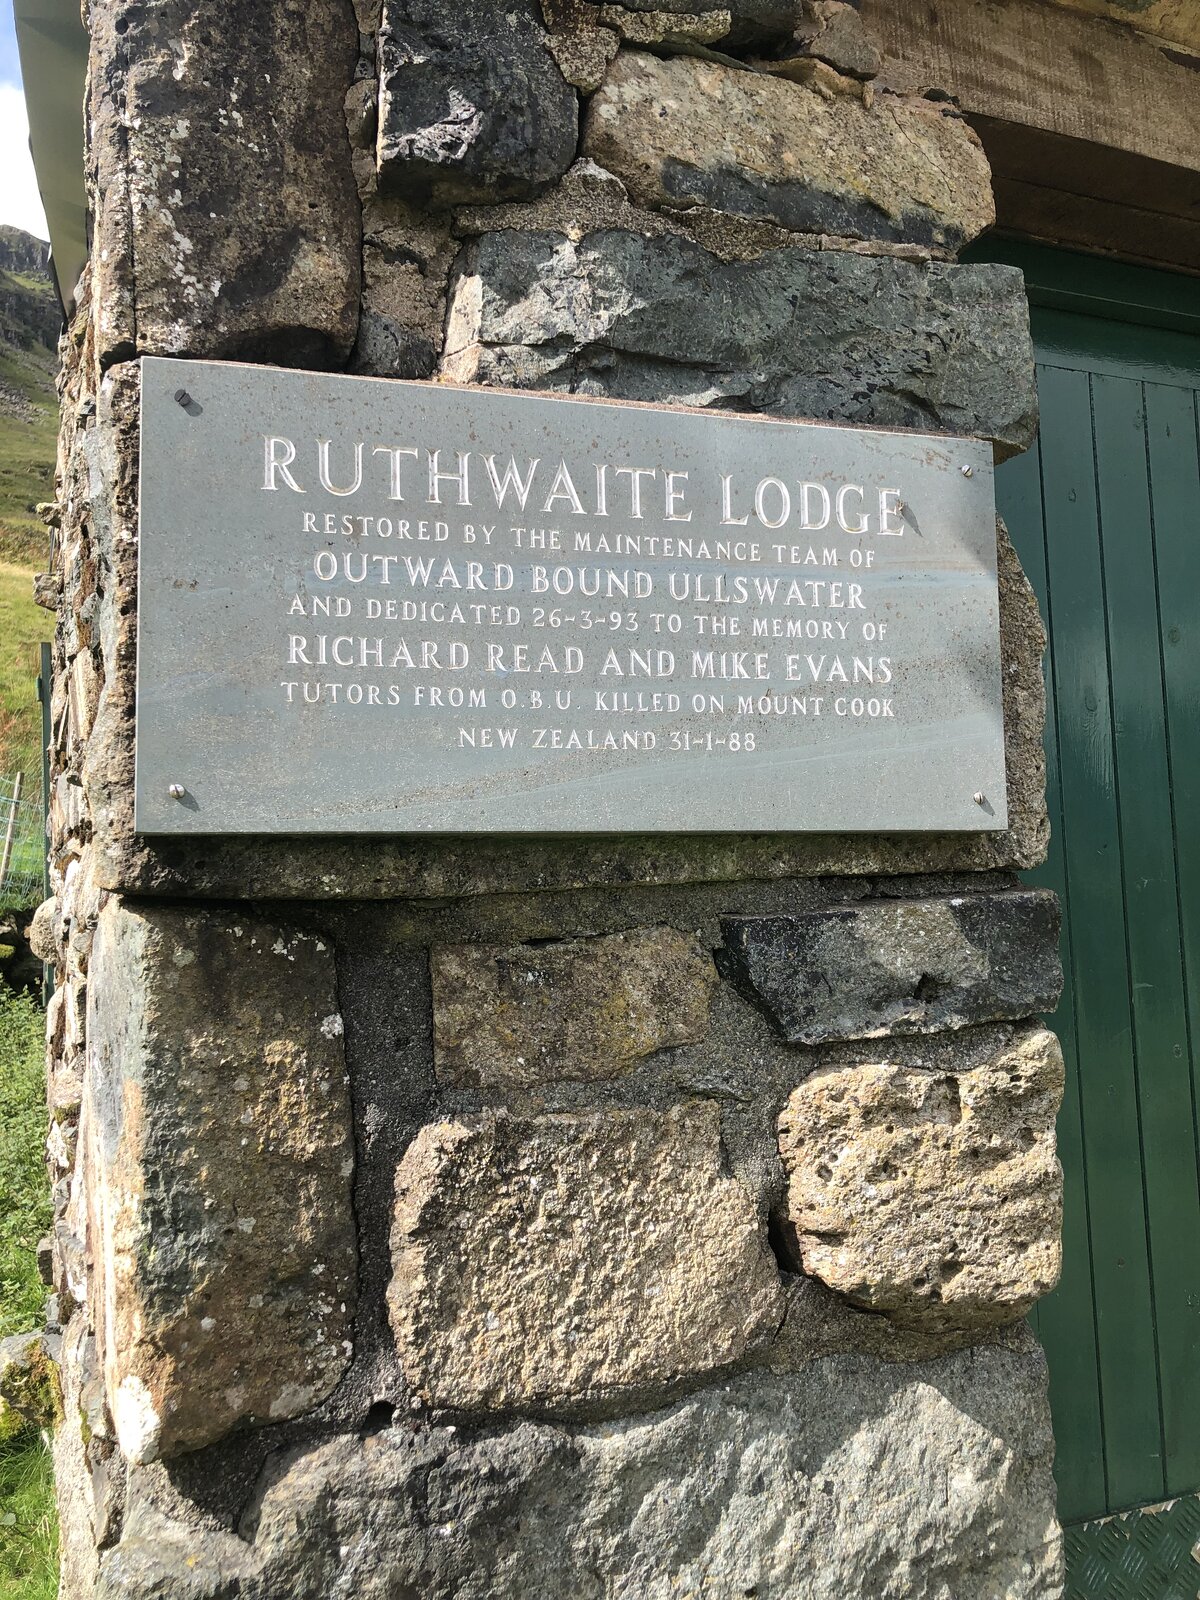 RUTHWAITE LODGE
RESTORED BY THE MAINTENANCE TEAM OF
OUTWARD BOUND ULLSWATER
AND DEDICATED 26-3-93 TO THE MEMORY OF
RICHARD READ AND MIKE EVANS
TUTORS FROM O.B.U. KILLED ON MOUNT COOK
NEW ZEALAND 31-1-88